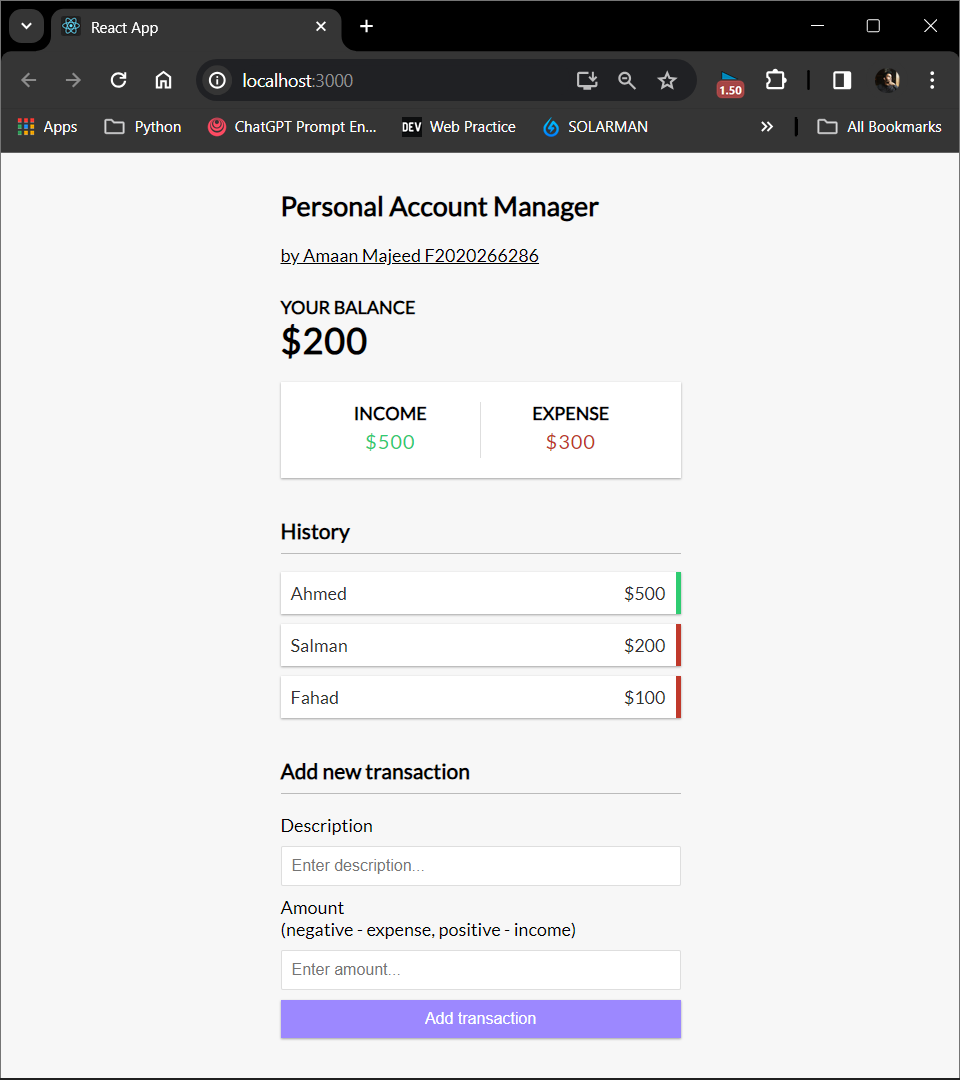 React App
localhost:3000
1.50
Apps
Python
ChatGPT Prompt En...
DEV
Web Practice
SOLARMAN
All Bookmarks
Personal Account Manager
by Amaan Majeed F2020266286
YOUR BALANCE
$200
INCOME
EXPENSE
$500
$300
History
Ahmed $500
Salman $200
Fahad $100
Add new transaction
Description
Enter description...
Amount
(negative - expense, positive - income)
Enter amount...
Add transaction